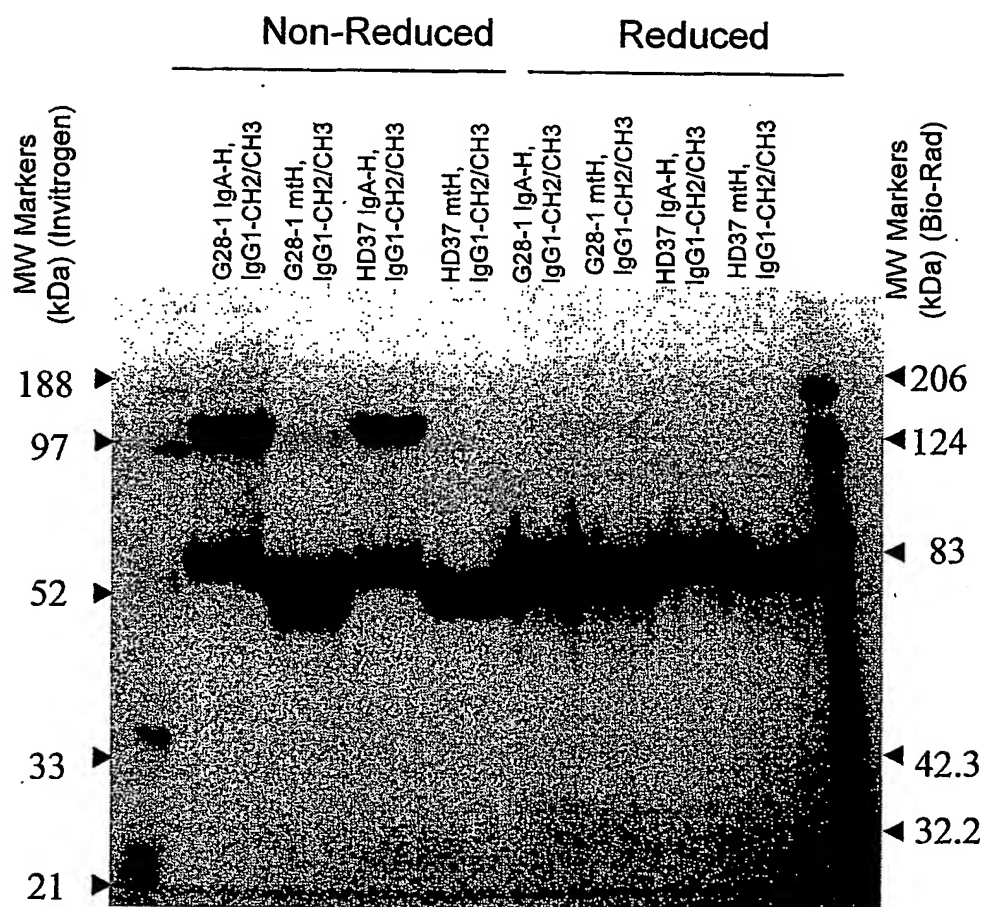 Non-Reduced
Reduced
MW Markers
(kDa) (Invitrogen)
G28-1 IgA-H,
IgG1-CH2/CH3
G28-1 mtH,
IgG1-CH2/CH3
HD37 IgA-H,
IgG1-CH2/CH3
HD37 mtH,
IgG1-CH2/CH3
G28-1 IgA-H,
IgG1-CH2/CH3
G28-1 mtH,
IgG1-CH2/CH3
HD37 IgA-H,
IgG1-CH2/CH3
HD37 mtH,
IgG1-CH2/CH3
MW Markers
(kDa) (Bio-Rad)
188
97
52
33
21
206
124
83
42.3
32.2